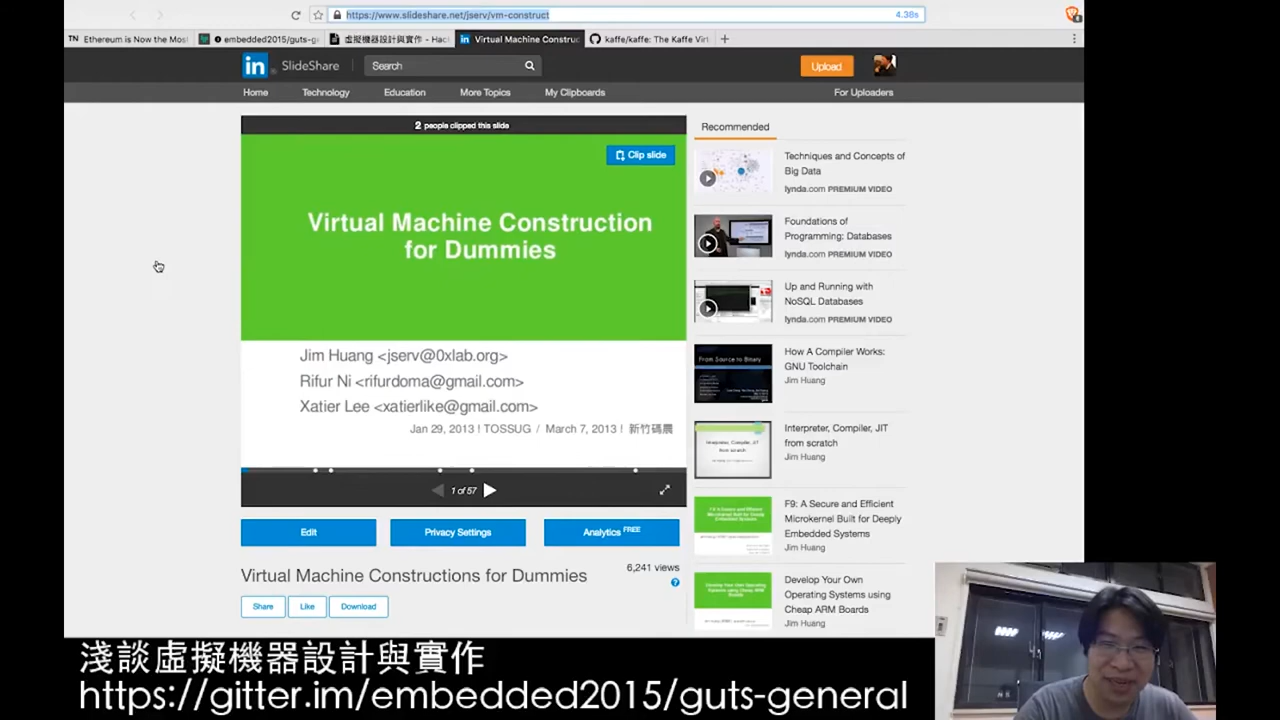 https://www.slideshare.net/jserv/vm-construct
4.38s
Ethereum is Now the Most
embedded2015/guts-g
虛擬機器設計與實作 - Hac
Virtual Machine Constru
kaffe/kaffe: The Kaffe Virt
in SlideShare
Search
Upload
Home
Technology
Education
More Topics
My Clipboards
For Uploaders
2 people clipped this slide
Clip slide
Virtual Machine Construction
for Dummies
Jim Huang <jserv@0xlab.org>
Rifur Ni <rifurdoma@gmail.com>
Xatier Lee <xatierlike@gmail.com>
Jan 29, 2013 ! TOSSUG / March 7, 2013 ! 新竹碼農
1 of 57
Edit
Privacy Settings
Analytics FREE
Virtual Machine Constructions for Dummies
6,241 views
Share
Like
Download
Recommended
Techniques and Concepts of
Big Data
lynda.com PREMIUM VIDEO
Foundations of
Programming: Databases
lynda.com PREMIUM VIDEO
Up and Running with
NoSQL Databases
lynda.com PREMIUM VIDEO
How A Compiler Works:
GNU Toolchain
Jim Huang
Interpreter, Compiler, JIT
from scratch
Jim Huang
F9: A Secure and Efficient
Microkernel Built for Deeply
Embedded Systems
Jim Huang
Develop Your Own
Operating Systems using
Cheap ARM Boards
Jim Huang
淺談虛擬機器設計與實作
https://gitter.im/embedded2015/guts-general